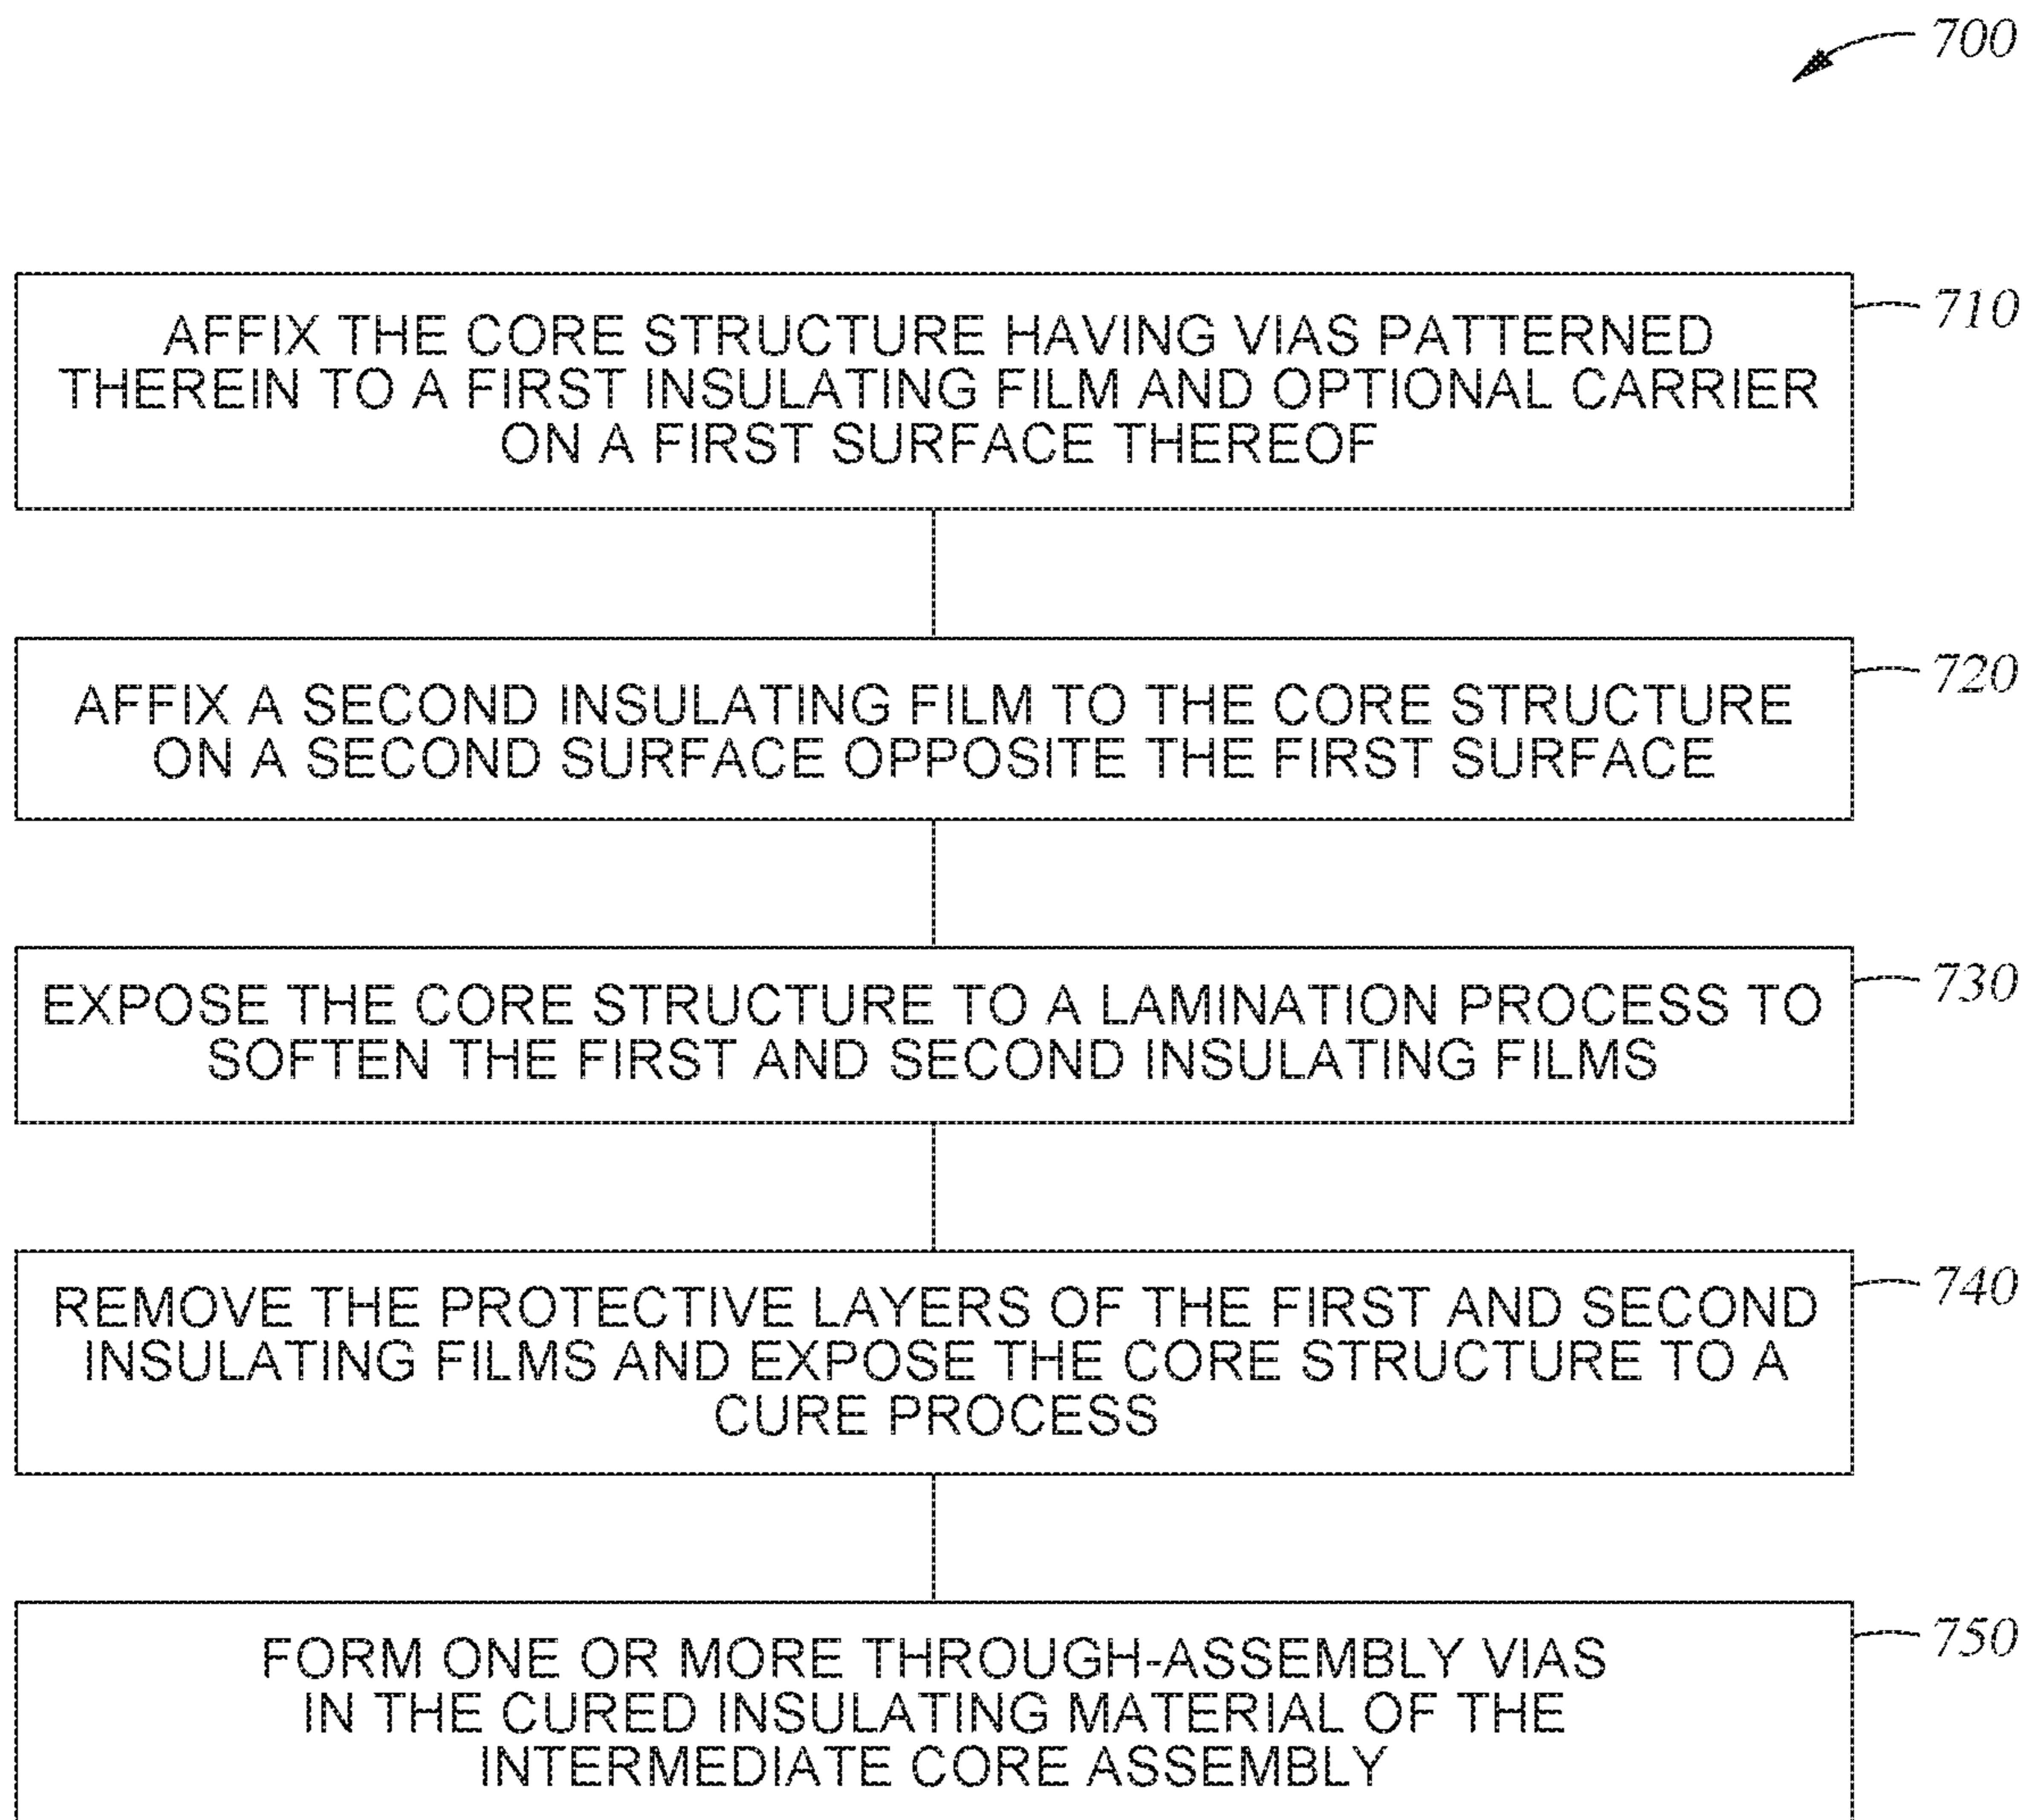 700
AFFIX THE CORE STRUCTURE HAVING VIAS PATTERNED
THEREIN TO A FIRST INSULATING FILM AND OPTIONAL CARRIER
ON A FIRST SURFACE THEREOF
710
AFFIX A SECOND INSULATING FILM TO THE CORE STRUCTURE
ON A SECOND SURFACE OPPOSITE THE FIRST SURFACE
720
EXPOSE THE CORE STRUCTURE TO A LAMINATION PROCESS TO
SOFTEN THE FIRST AND SECOND INSULATING FILMS
730
REMOVE THE PROTECTIVE LAYERS OF THE FIRST AND SECOND
INSULATING FILMS AND EXPOSE THE CORE STRUCTURE TO A
CURE PROCESS
740
FORM ONE OR MORE THROUGH-ASSEMBLY VIAS
IN THE CURED INSULATING MATERIAL OF THE
INTERMEDIATE CORE ASSEMBLY
750